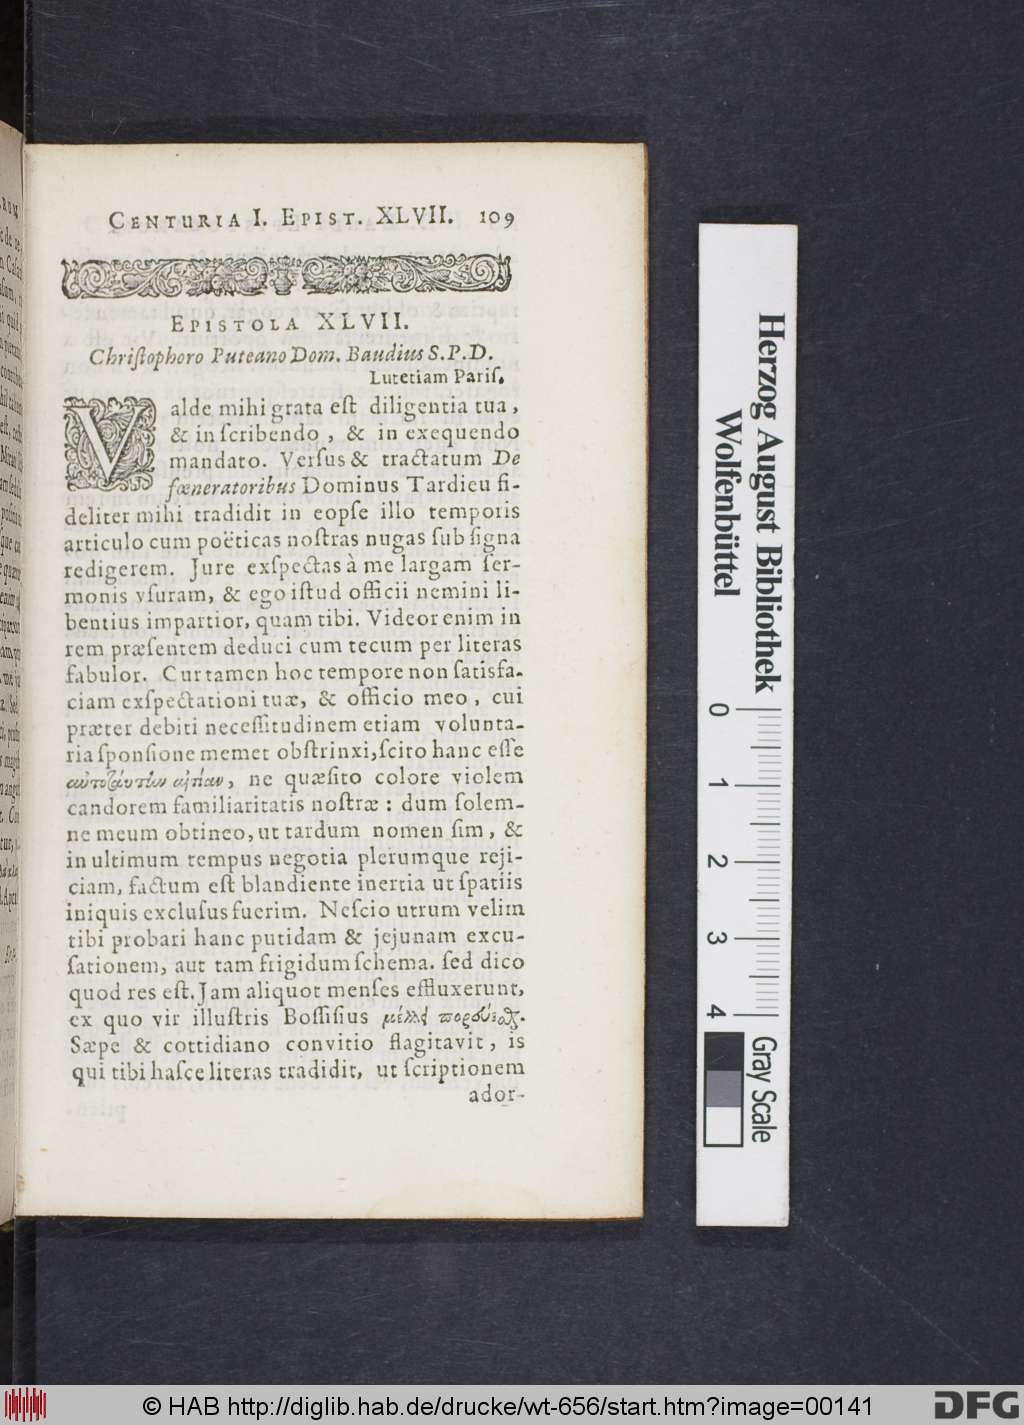 CENTURIA I. EPIST. XLVII. 109
EPISTOLA XLVII.
Chriſtophoro Puteano Dom. Baudius S.P.D.
Lutetiam Pariſ.
Valde mihi grata eſt diligentia tua,
& in ſcribendo, & in exequendo
mandato. Verſus & tractatum De
fœneratoribus Dominus Tardieu fi-
deliter mihi tradidit in eopſe illo temporis
articulo cum poëticas noſtras nugas ſub ſigna
redigerem. Jure exſpectas à me largam ſer-
monis vſuram, & ego iſtud officii nemini li-
bentius impartior, quam tibi. Videor enim in
rem præſentem deduci cum tecum per literas
fabulor. Cur tamen hoc tempore non ſatisfa-
ciam exſpectationi tuæ, & officio meo, cui
præter debiti neceſſitudinem etiam volunta-
ria ſponſione memet obſtrinxi, ſcito hanc eſſe
ne quæſito colore violem
candorem familiaritatis noſtræ: dum ſolem-
ne meum obtineo, ut tardum nomen ſim, &
in ultimum tempus negotia plerumque reji-
ciam, factum eſt blandiente inertia ut ſpatiis
iniquis excluſus fuerim. Neſcio utrum velim
tibi probari hanc putidam & jejunam excu-
ſationem, aut tam frigidum ſchema. ſed dico
quod res eſt. Jam aliquot menſes effluxerunt,
ex quo vir illuſtris Boſſiſius
Sæpe & cottidiano convitio flagitavit, is
qui tibi haſce literas tradidit, ut ſcriptionem
ador-
Herzog August Bibliothek
Wolfenbüttel
0 1 2 3 4
Gray Scale
© HAB http://diglib.hab.de/drucke/wt-656/start.htm?image=00141
DFG